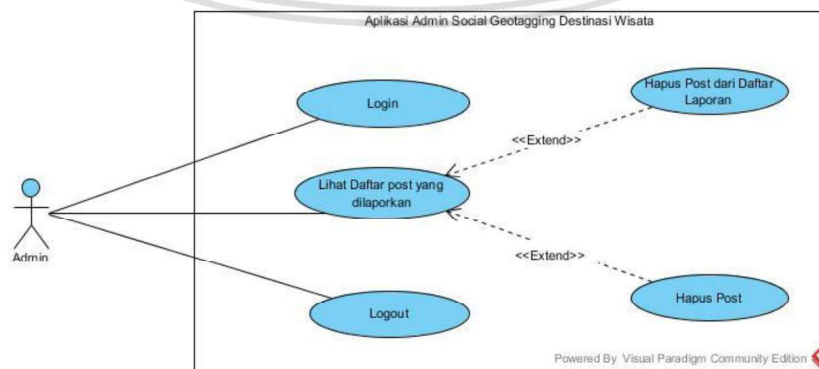 Aplikasi Admin Social Geotagging Destinasi Wisata
Login
Hapus Post dari Daftar
Laporan
<<Extend>>
Lihat Daftar post yang
dilaporkan
Admin
<<Extend>>
Hapus Post
Logout
Powered By Visual Paradigm Community Edition